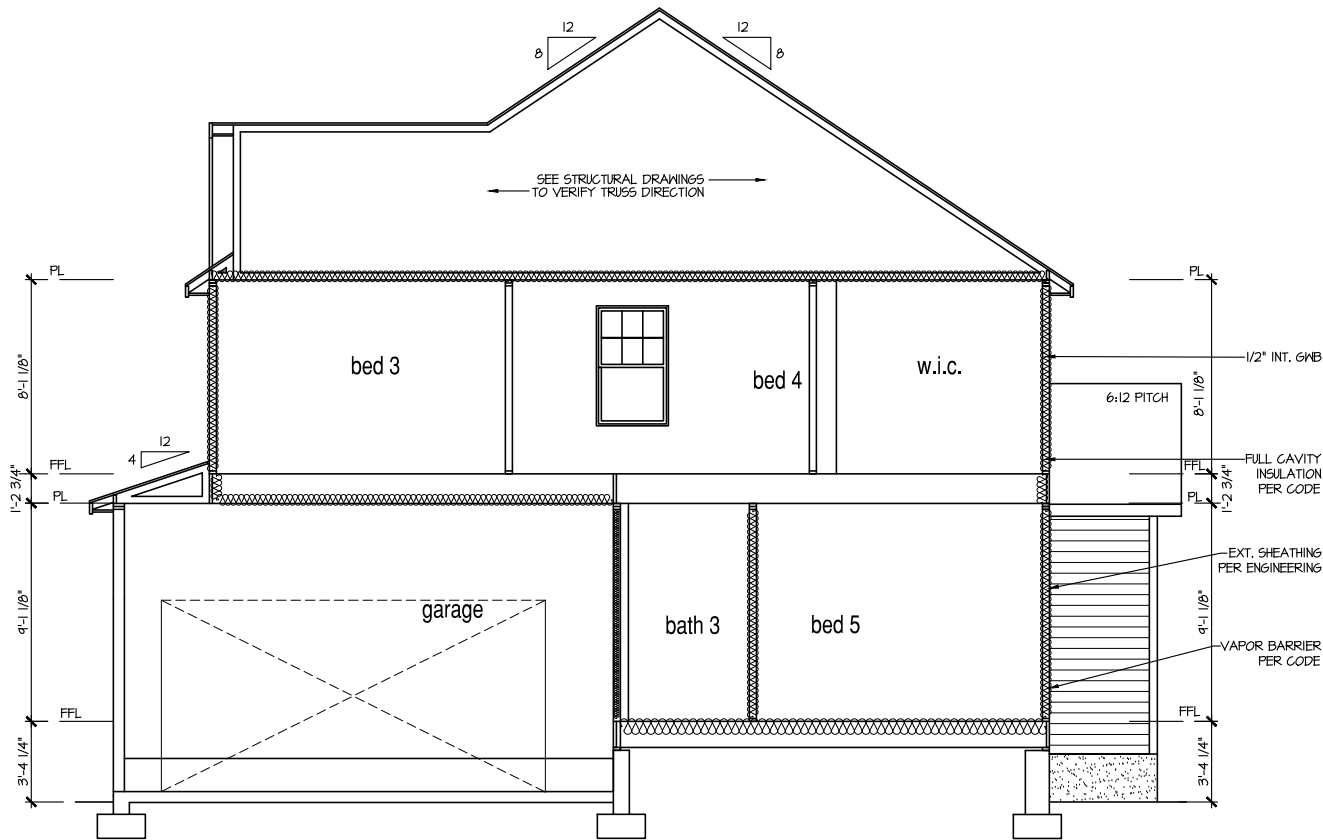 12
12
8
8
SEE STRUCTURAL DRAWINGS
TO VERIFY TRUSS DIRECTION
PL
PL
8'-1 1/8"
bed 3
bed 4
w.i.c.
1/2" INT. GWB
6:12 PITCH
8'-1 1/8"
12
4
FFL
FFL
FULL CAVITY
INSULATION
PER CODE
1'-2 3/4"
1'-2 3/4"
PL
PL
EXT. SHEATHING
PER ENGINEERING
9'-1 1/8"
garage
bath 3
bed 5
9'-1 1/8"
VAPOR BARRIER
PER CODE
FFL
FFL
3'-4 1/4"
3'-4 1/4"